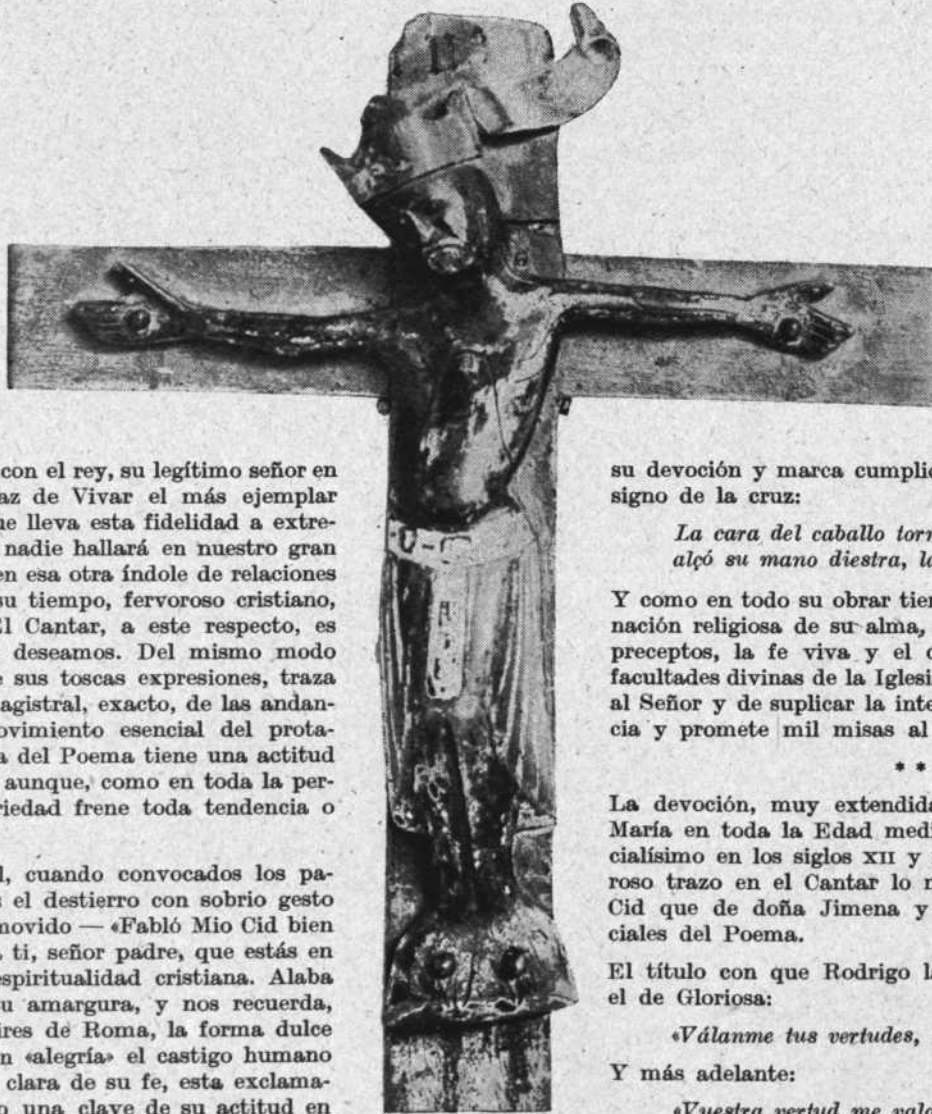 con el rey, su legítimo señor en
az de Vivar el más ejemplar
ue lleva esta fidelidad a extre-
nadie hallará en nuestro gran
en esa otra índole de relaciones
su tiempo, fervoroso cristiano,
El Cantar, a este respecto, es
deseamos. Del mismo modo
e sus toscas expresiones, traza
agistral, exacto, de las andan-
ovimiento esencial del prota-
a del Poema tiene una actitud
aunque, como en toda la per-
riedad frene toda tendencia o
l, cuando convocados los pa-
s el destierro con sobrio gesto
movido — «Fabló Mio Cid bien
a ti, señor padre, que estás en
espiritualidad cristiana. Alaba
su amargura, y nos recuerda,
ires de Roma, la forma dulce
en «alegría» el castigo humano
clara de su fe, esta exclama-
o una clave de su actitud en
su devoción y marca cumplid
signo de la cruz:
La cara del caballo torn
alçó su mano diestra, la
Y como en todo su obrar tien
nación religiosa de su alma,
preceptos, la fe viva y el c
facultades divinas de la Iglesi
al Señor y de suplicar la inte
cia y promete mil misas al
* *
La devoción, muy extendida
María en toda la Edad medi
cialísimo en los siglos XII y
roso trazo en el Cantar lo m
Cid que de doña Jimena y
ciales del Poema.
El título con que Rodrigo la
el de Gloriosa:
«Válanme tus vertudes,
Y más adelante:
«Vuestra vertud me vala